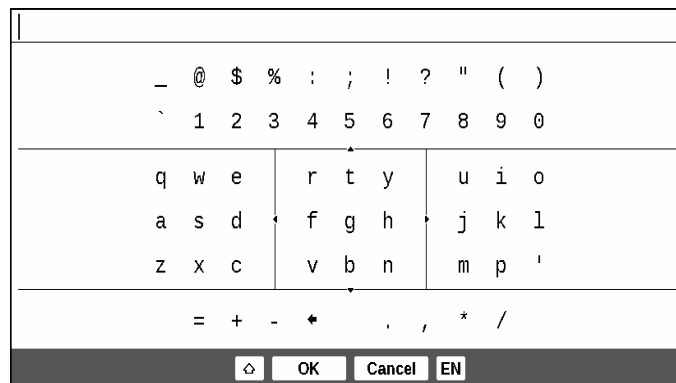 _ @ $ % : ; ! ? " ( )
` 1 2 3 4 5 6 7 8 9 0
q w e r t y u i o
a s d f g h j k l
z x c v b n m p '
= + - . , * /
OK Cancel EN